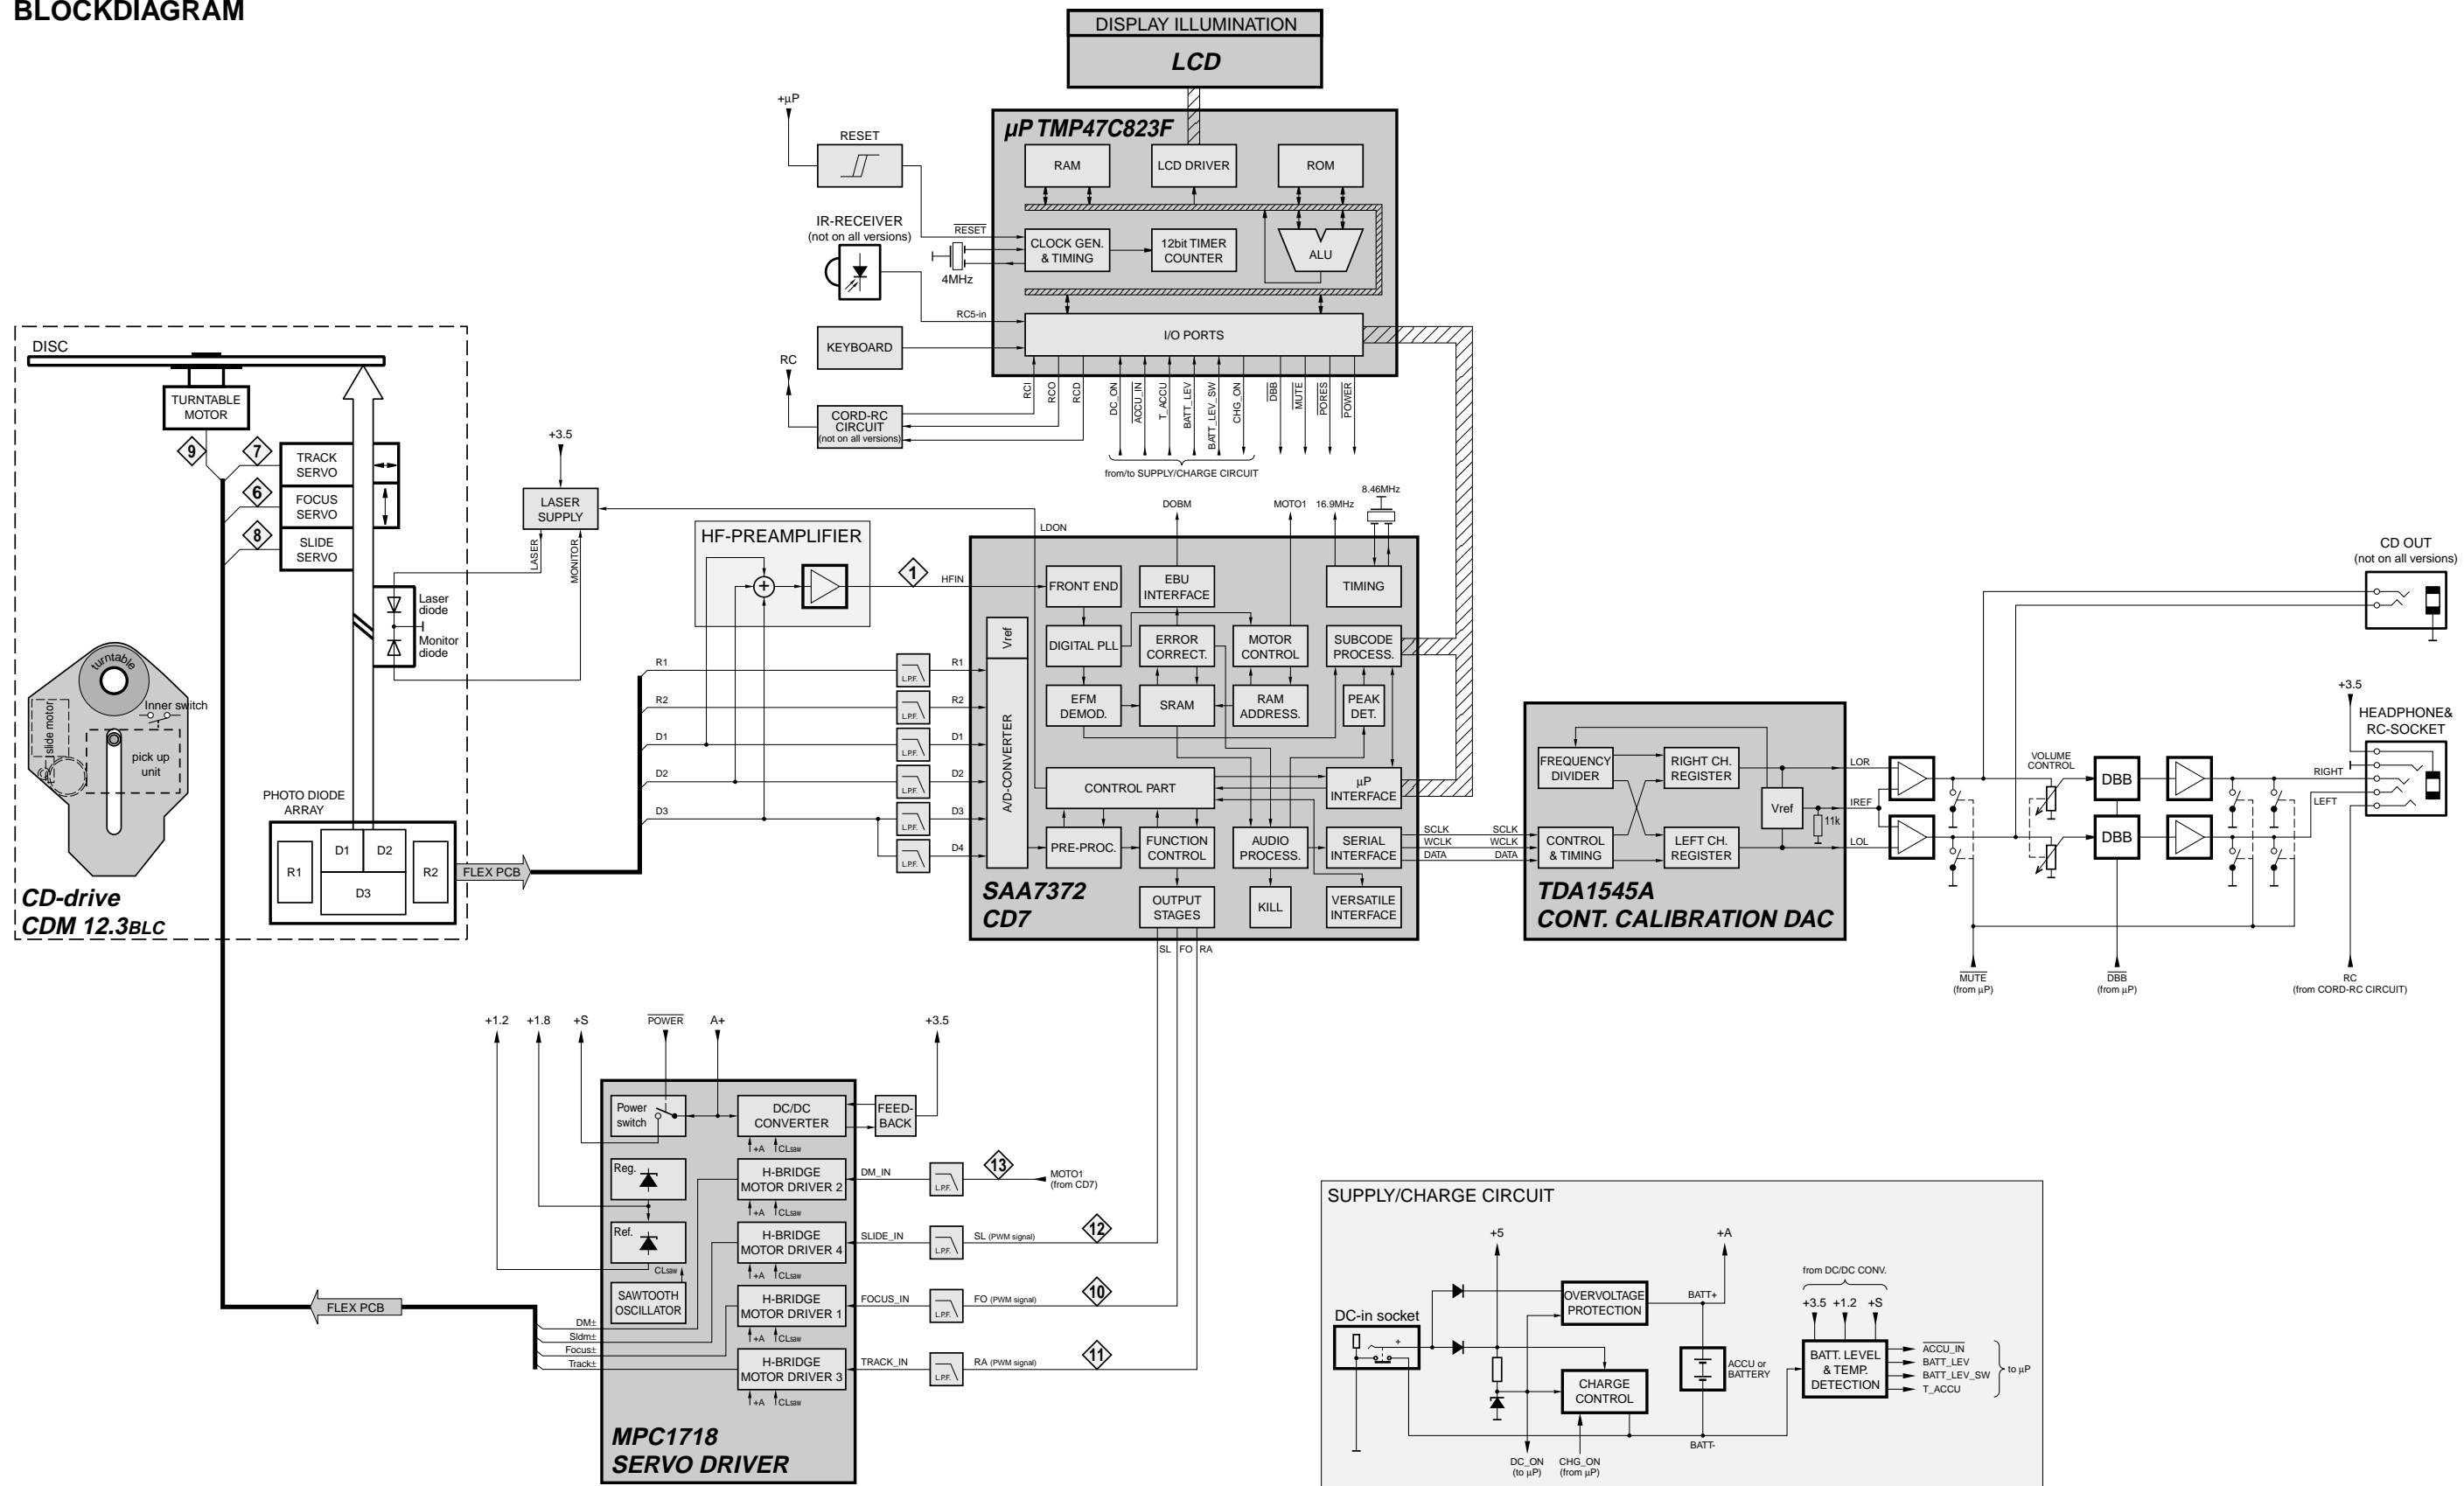 BLOCKDIAGRAM
DISPLAY ILLUMINATION
LCD
+µP
RESET
µP TMP47C823F
RAM
LCD DRIVER
ROM
IR-RECEIVER
(not on all versions)
RESET
4MHz
CLOCK GEN.
& TIMING
12bit TIMER
COUNTER
ALU
RC5-in
I/O PORTS
KEYBOARD
RC
CORD-RC
CIRCUIT
(not on all versions)
RCI
RCO
RCD
DC_ON
ACCU_IN
T_ACCU
BATT_LEV
BATT_LEV_SW
CHG_ON
DBB
MUTE
PORES
POWER
from/to SUPPLY/CHARGE CIRCUIT
DISC
TURNTABLE
MOTOR
9
7
6
8
TRACK
SERVO
FOCUS
SERVO
SLIDE
SERVO
Laser
diode
Monitor
diode
turntable
Inner switch
slide motor
pick up
unit
PHOTO DIODE
ARRAY
R1
D1
D2
D3
R2
CD-drive
CDM 12.3BLC
FLEX PCB
+3.5
LASER
SUPPLY
LASER
MONITOR
HF-PREAMPLIFIER
+
1
HFIN
LDON
DOBM
MOTO1
16.9MHz
8.46MHz
R1
R2
D1
D2
D3
L.P.F.
L.P.F.
L.P.F.
L.P.F.
L.P.F.
L.P.F.
R1
R2
D1
D2
D3
D4
Vref
A/D-CONVERTER
FRONT END
EBU
INTERFACE
TIMING
DIGITAL PLL
ERROR
CORRECT.
MOTOR
CONTROL
SUBCODE
PROCESS.
EFM
DEMOD.
SRAM
RAM
ADDRESS.
PEAK
DET.
CONTROL PART
µP
INTERFACE
PRE-PROC.
FUNCTION
CONTROL
AUDIO
PROCESS.
SERIAL
INTERFACE
OUTPUT
STAGES
KILL
VERSATILE
INTERFACE
SAA7372
CD7
SL
FO
RA
SCLK
WCLK
DATA
SCLK
WCLK
DATA
FREQUENCY
DIVIDER
RIGHT CH.
REGISTER
CONTROL
& TIMING
LEFT CH.
REGISTER
Vref
11k
TDA1545A
CONT. CALIBRATION DAC
LOR
IREF
LOL
VOLUME
CONTROL
DBB
DBB
RIGHT
LEFT
CD OUT
(not on all versions)
+3.5
HEADPHONE&
RC-SOCKET
MUTE
(from µP)
DBB
(from µP)
RC
(from CORD-RC CIRCUIT)
+1.2
+1.8
+S
POWER
A+
+3.5
Power
switch
DC/DC
CONVERTER
FEED-
BACK
+A
CLsaw
Reg.
H-BRIDGE
MOTOR DRIVER 2
DM_IN
L.P.F.
13
MOTO1
(from CD7)
+A
CLsaw
Ref.
H-BRIDGE
MOTOR DRIVER 4
SLIDE_IN
L.P.F.
SL (PWM signal)
12
+A
CLsaw
CLsaw
SAWTOOTH
OSCILLATOR
H-BRIDGE
MOTOR DRIVER 1
FOCUS_IN
L.P.F.
FO (PWM signal)
10
+A
CLsaw
H-BRIDGE
MOTOR DRIVER 3
TRACK_IN
L.P.F.
RA (PWM signal)
11
+A
CLsaw
FLEX PCB
DM±
Sldm±
Focus±
Track±
MPC1718
SERVO DRIVER
SUPPLY/CHARGE CIRCUIT
+5
+A
DC-in socket
+
OVERVOLTAGE
PROTECTION
BATT+
CHARGE
CONTROL
ACCU or
BATTERY
BATT-
DC_ON
(to µP)
CHG_ON
(from µP)
from DC/DC CONV.
+3.5
+1.2
+S
BATT. LEVEL
& TEMP.
DETECTION
ACCU_IN
BATT_LEV
BATT_LEV_SW
T_ACCU
to µP